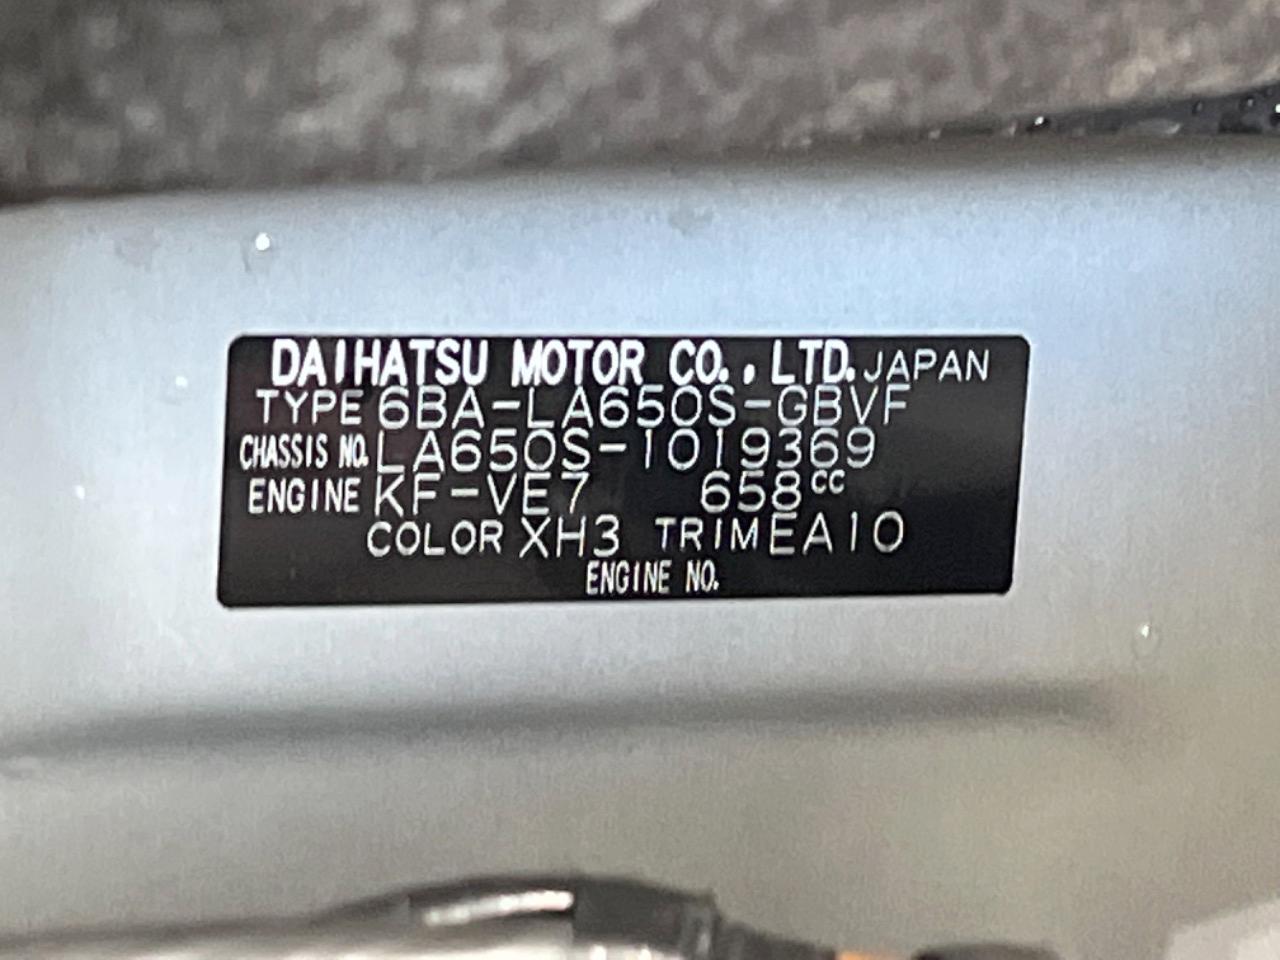 DAIHATSU MOTOR CO., LTD. JAPAN
TYPE 6BA-LA650S-GBVF
CHASSIS NO. LA650S-1019369
ENGINE KF-VE7 658cc
COLOR XH3 TRIM EA10
ENGINE NO.